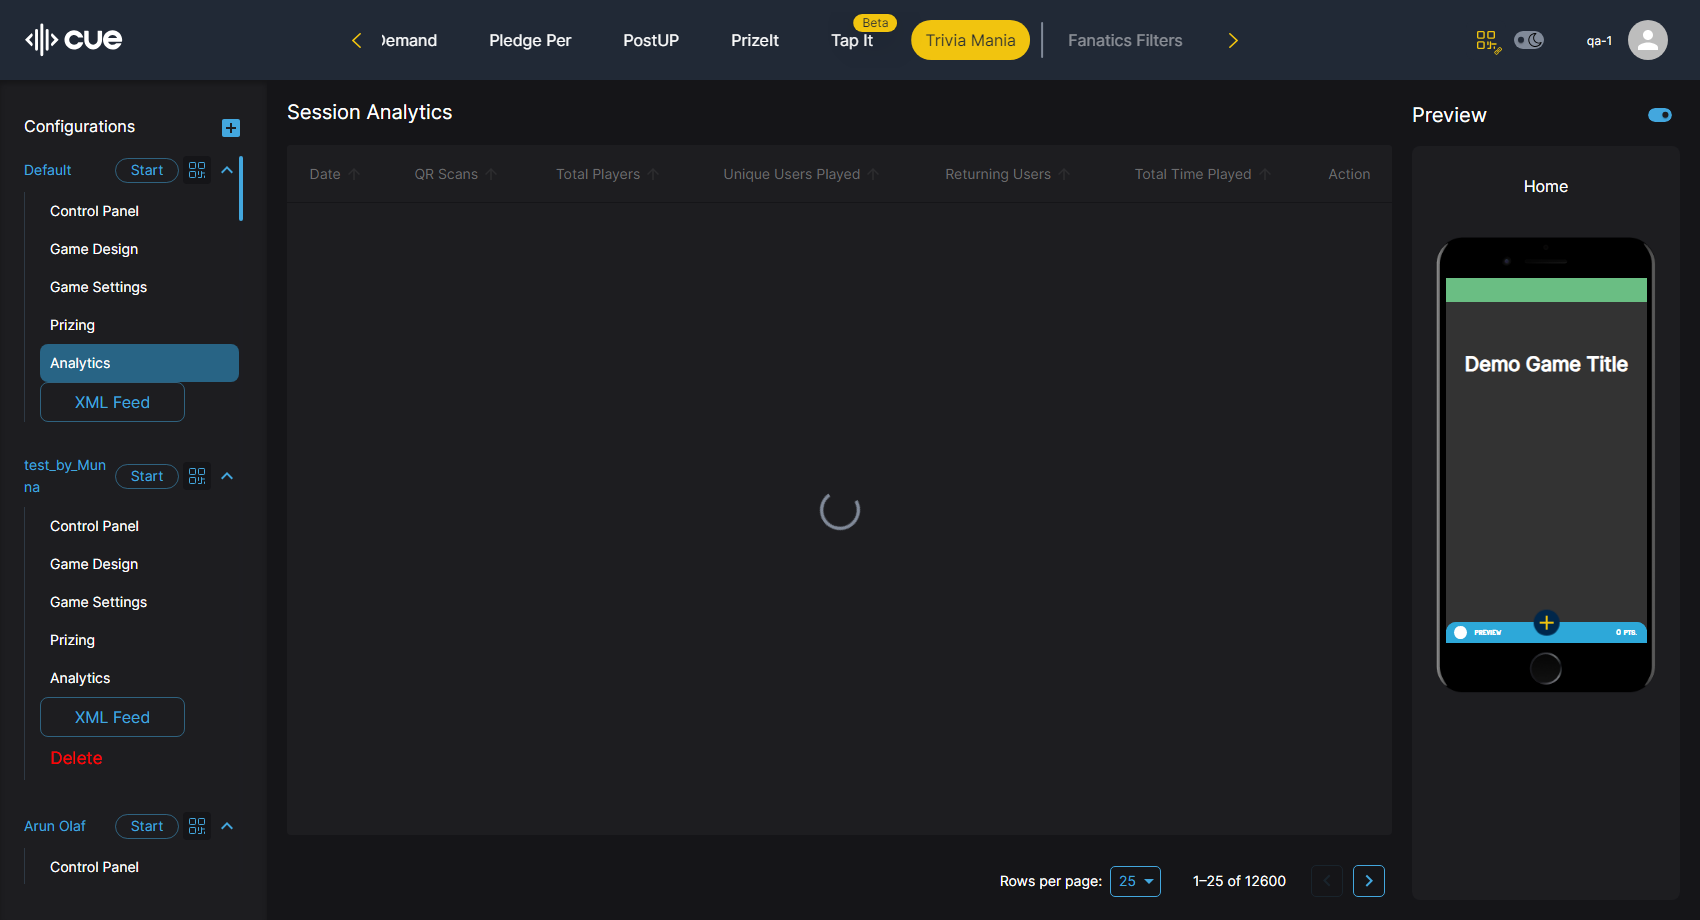 cue
Demand
Pledge Per
PostUP
PrizeIt
Tap It
Beta
Trivia Mania
Fanatics Filters
qa-1
Configurations
Default
Start
Control Panel
Game Design
Game Settings
Prizing
Analytics
XML Feed
test_by_Mun
na
Start
Control Panel
Game Design
Game Settings
Prizing
Analytics
XML Feed
Delete
Arun Olaf
Start
Control Panel
Session Analytics
Date
QR Scans
Total Players
Unique Users Played
Returning Users
Total Time Played
Action
Rows per page:
25
1–25 of 12600
Preview
Home
Demo Game Title
PREVIEW
0 PTS.